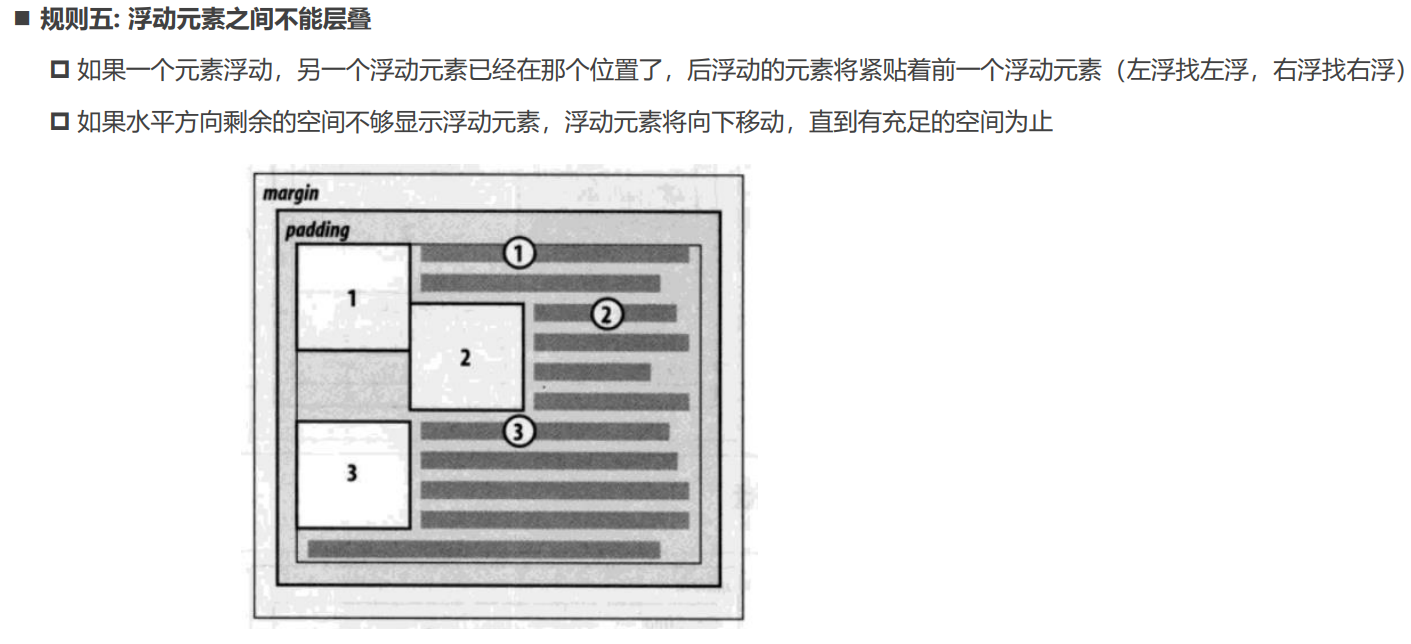 规则五: 浮动元素之间不能层叠
如果一个元素浮动，另一个浮动元素已经在那个位置了，后浮动的元素将紧贴着前一个浮动元素（左浮找左浮，右浮找右浮）
如果水平方向剩余的空间不够显示浮动元素，浮动元素将向下移动，直到有充足的空间为止
margin
padding
1
1
2
2
3
3